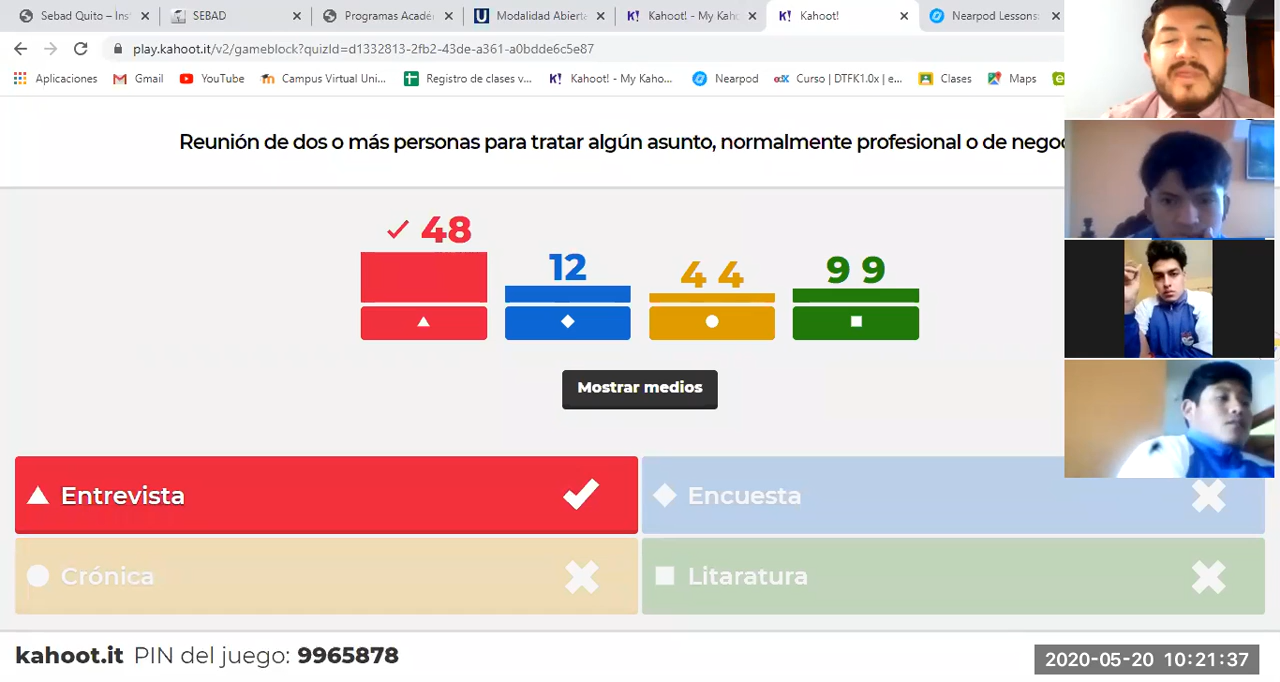 Sebad Quito – Ins
SEBAD
Programas Acadé
Modalidad Abierta
Kahoot! - My Kaho
Kahoot!
Nearpod Lessons:
play.kahoot.it/v2/gameblock?quizId=d1332813-2fb2-43de-a361-a0bdde6c5e87
Aplicaciones
Gmail
YouTube
Campus Virtual Uni...
Registro de clases v...
Kahoot! - My Kaho...
Nearpod
Curso | DTFK1.0x | e...
Clases
Maps
Reunión de dos o más personas para tratar algún asunto, normalmente profesional o de nego
48
12
4 4
9 9
Mostrar medios
Entrevista
Encuesta
Crónica
Litaratura
kahoot.it PIN del juego: 9965878
2020-05-20 10:21:37